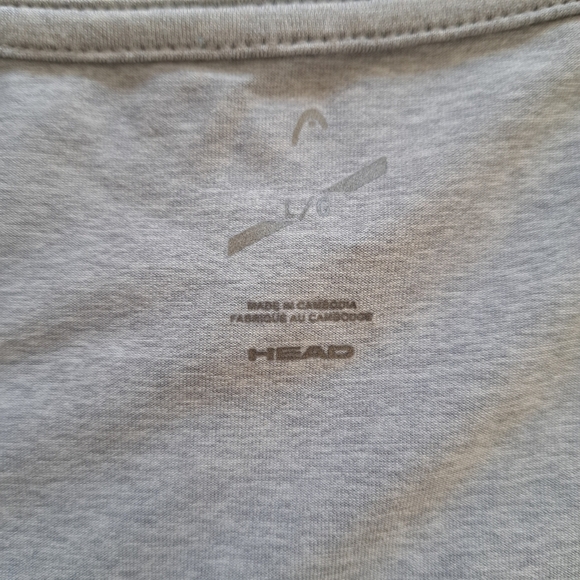 L/G
MADE IN CAMBODIA
FABRIQUÉ AU CAMBODGE
HEAD